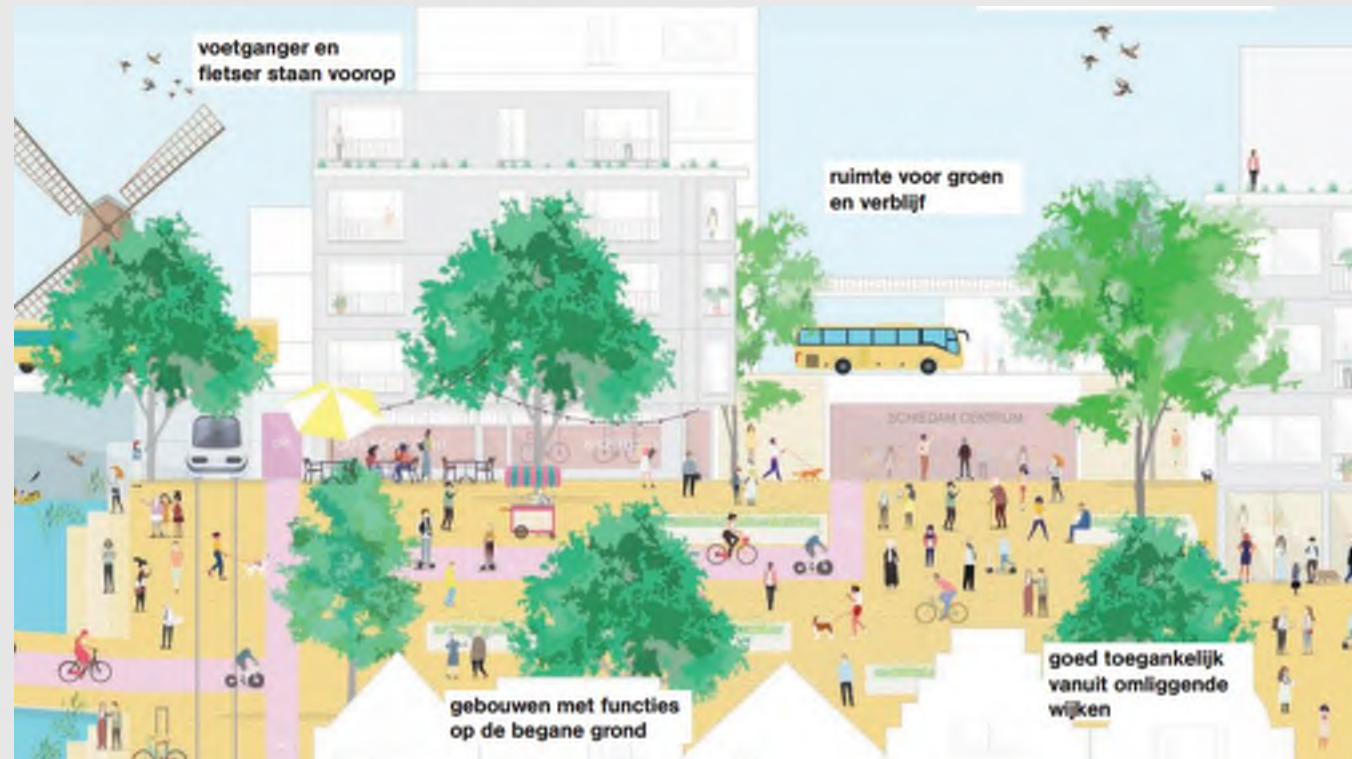 voetganger en
fietser staan voorop
ruimte voor groen
en verblijf
SCHIEDAM CENTRUM
goed toegankelijk
vanuit omliggende
wijken
gebouwen met functies
op de begane grond